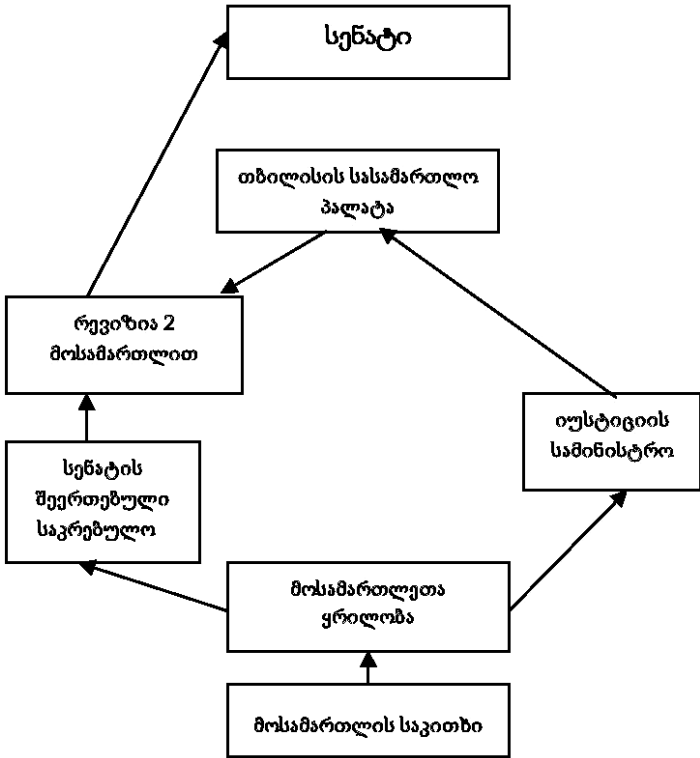 სენატი
თბილისის სასამართლო
პალატა
რევიზია 2
მოსამართლით
იუსტიციის
სამინისტრო
სენატის
შეერთებული
საკრებულო
მოსამართლეთა
ყრილობა
მოსამართლის საკითხი